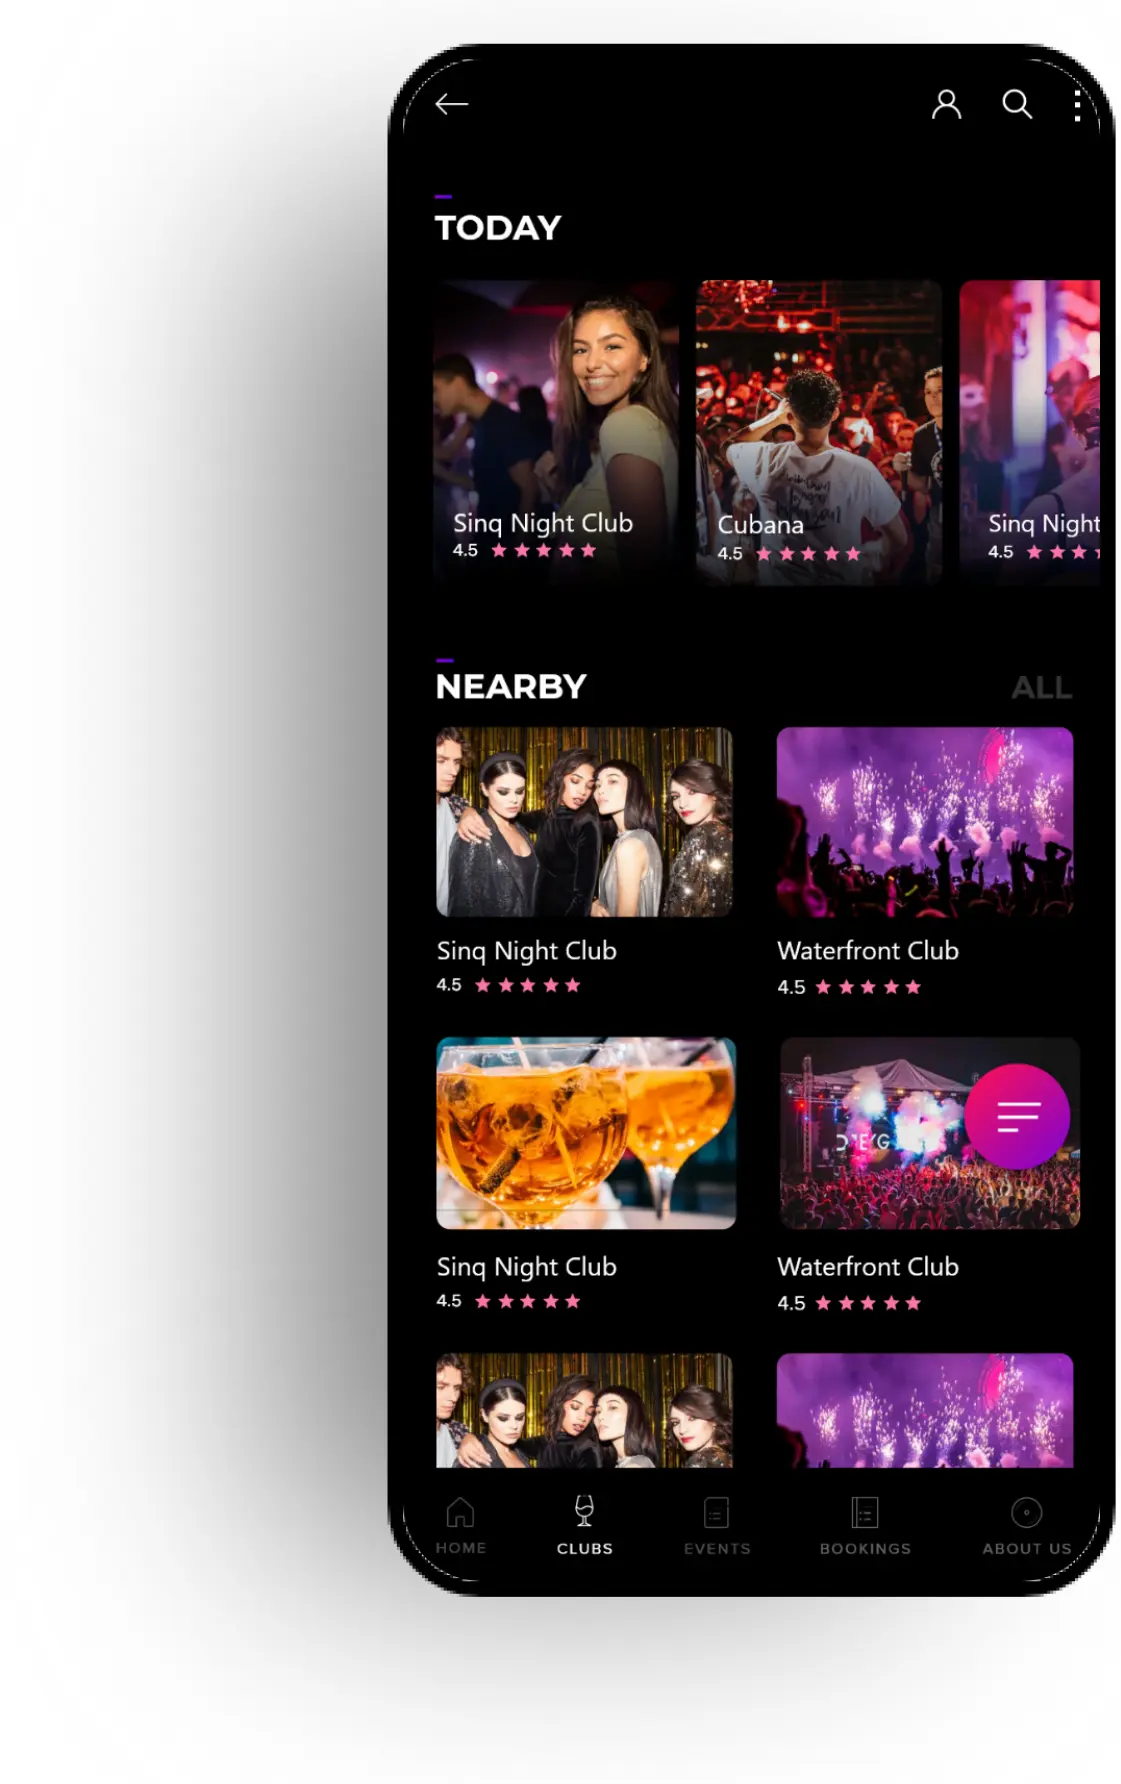 TODAY
Sinq Night Club
4.5
Cubana
4.5
Sinq Night
4.5
NEARBY
ALL
Sinq Night Club
4.5
Waterfront Club
4.5
Sinq Night Club
4.5
Waterfront Club
4.5
HOME
CLUBS
EVENTS
BOOKINGS
ABOUT US